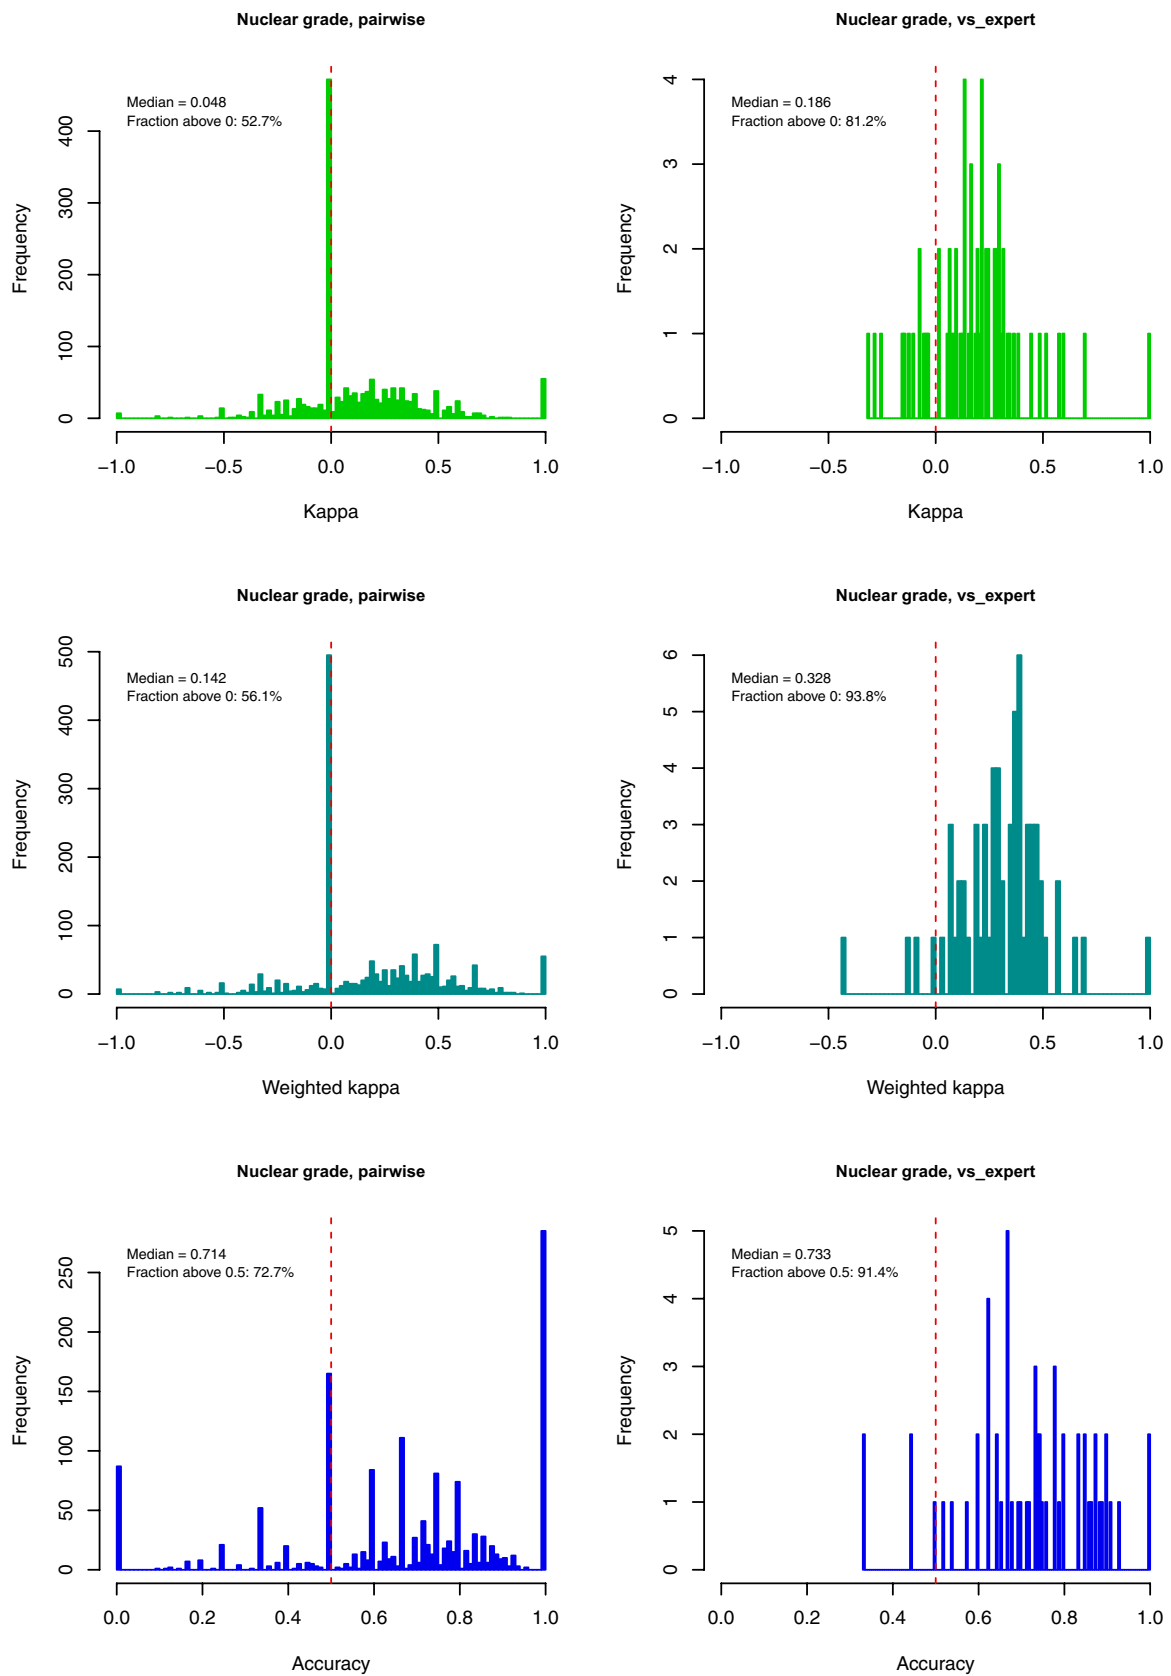 Nuclear grade, pairwise
Median = 0.048
Fraction above 0: 52.7%
Frequency
0 100 200 300 400
−1.0 −0.5 0.0 0.5 1.0
Kappa
Nuclear grade, vs_expert
Median = 0.186
Fraction above 0: 81.2%
Frequency
0 1 2 3 4
−1.0 −0.5 0.0 0.5 1.0
Kappa
Nuclear grade, pairwise
Median = 0.142
Fraction above 0: 56.1%
Frequency
0 100 200 300 400 500
−1.0 −0.5 0.0 0.5 1.0
Weighted kappa
Nuclear grade, vs_expert
Median = 0.328
Fraction above 0: 93.8%
Frequency
0 1 2 3 4 5 6
−1.0 −0.5 0.0 0.5 1.0
Weighted kappa
Nuclear grade, pairwise
Median = 0.714
Fraction above 0.5: 72.7%
Frequency
0 50 100 150 200 250
0.0 0.2 0.4 0.6 0.8 1.0
Accuracy
Nuclear grade, vs_expert
Median = 0.733
Fraction above 0.5: 91.4%
Frequency
0 1 2 3 4 5
0.0 0.2 0.4 0.6 0.8 1.0
Accuracy